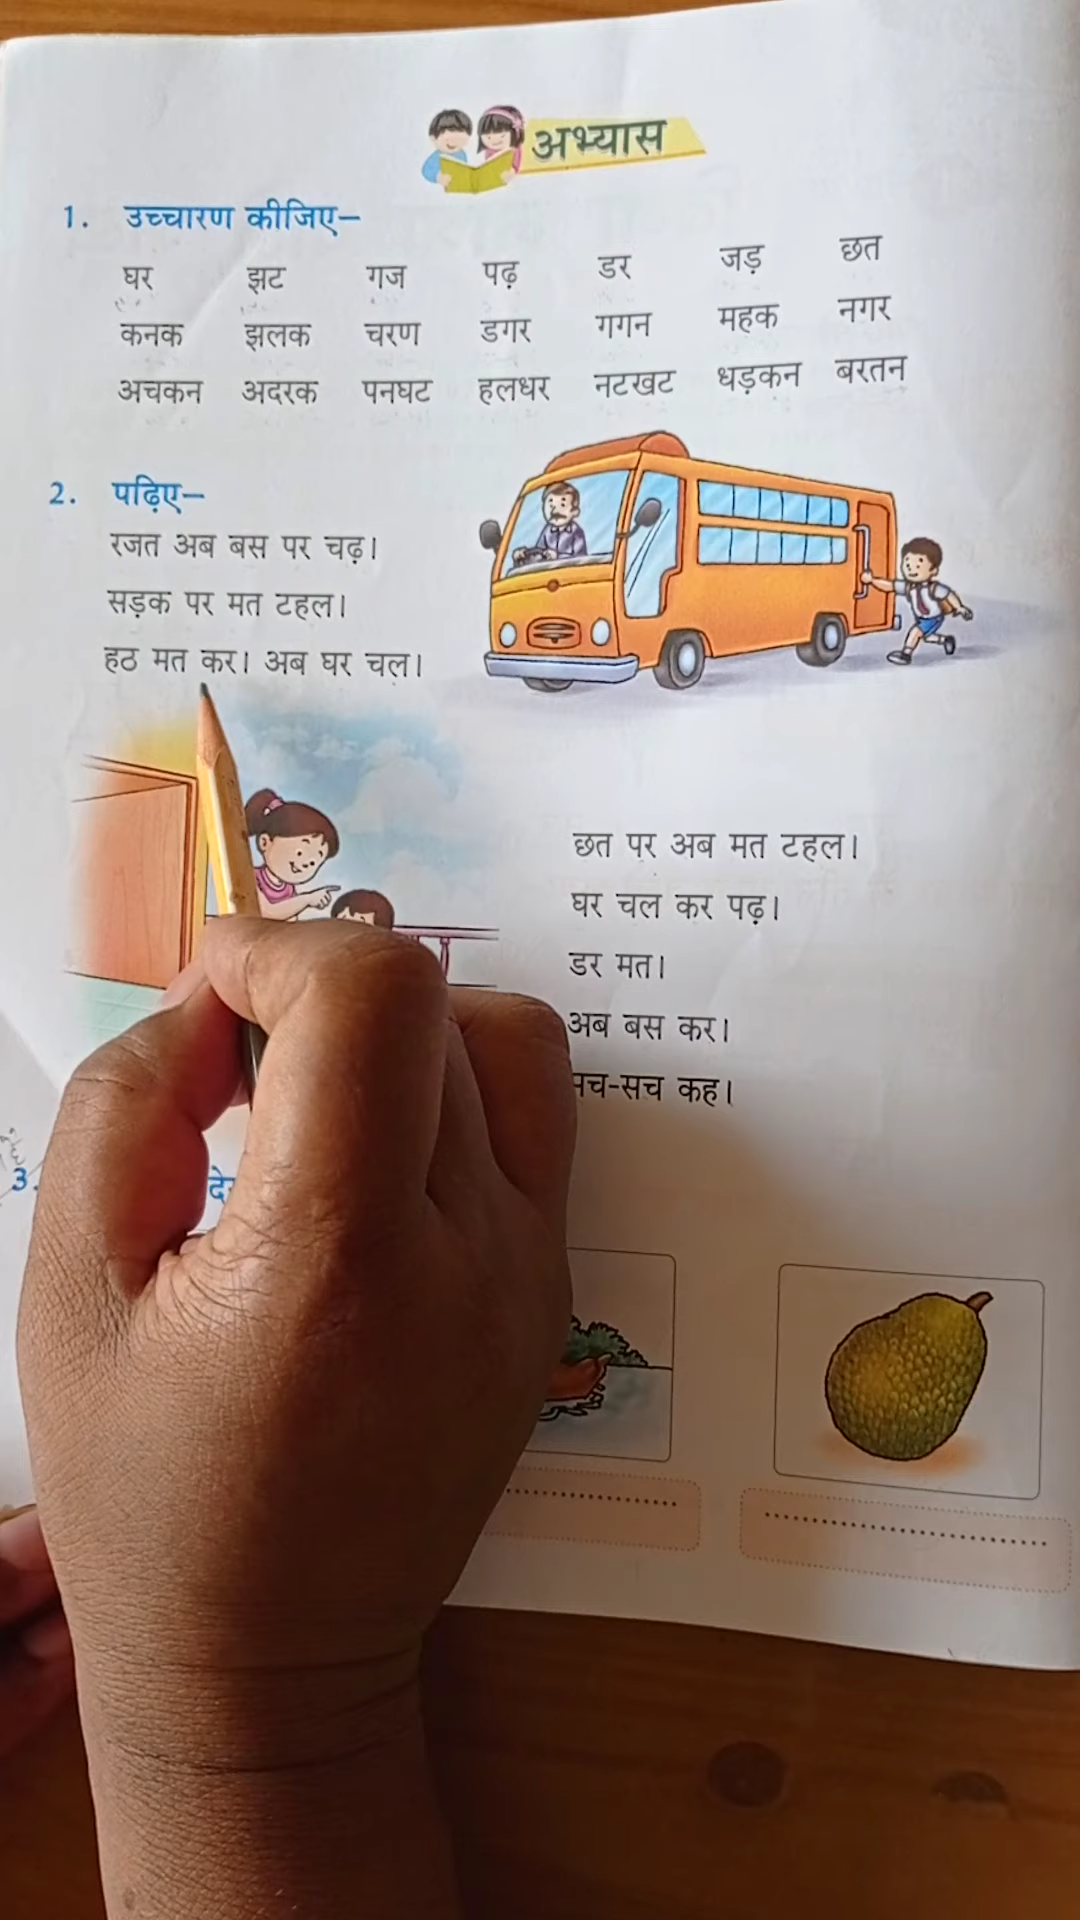 अभ्यास
1. उच्चारण कीजिए–
घर झट गज पढ़ डर जड़ छत
कनक झलक चरण डगर गगन महक नगर
अचकन अदरक पनघट हलधर नटखट धड़कन बरतन
2. पढ़िए–
रजत अब बस पर चढ़।
सड़क पर मत टहल।
हठ मत कर। अब घर चल।
छत पर अब मत टहल।
घर चल कर पढ़।
डर मत।
अब बस कर।
सच-सच कह।
3.